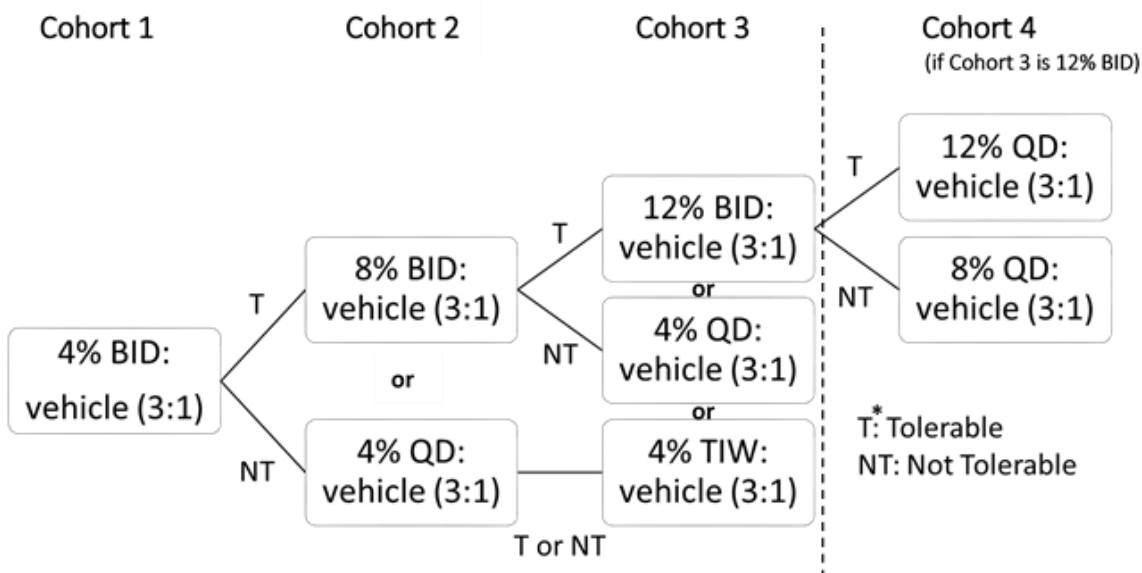 Cohort 1
Cohort 2
Cohort 3
Cohort 4
(if Cohort 3 is 12% BID)
4% BID:
vehicle (3:1)
T
NT
8% BID:
vehicle (3:1)
or
4% QD:
vehicle (3:1)
T
NT
T or NT
12% BID:
vehicle (3:1)
or
4% QD:
vehicle (3:1)
or
4% TIW:
vehicle (3:1)
T
NT
12% QD:
vehicle (3:1)
8% QD:
vehicle (3:1)
T*: Tolerable
NT: Not Tolerable